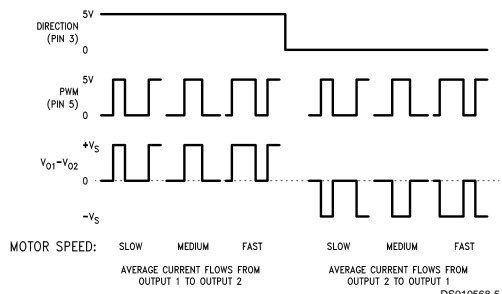 DIRECTION
(PIN 3)
5V
0
PWM
(PIN 5)
5V
0
VO1–VO2
+VS
0
–VS
MOTOR SPEED: SLOW MEDIUM FAST SLOW MEDIUM FAST
AVERAGE CURRENT FLOWS FROM
OUTPUT 1 TO OUTPUT 2
AVERAGE CURRENT FLOWS FROM
OUTPUT 2 TO OUTPUT 1